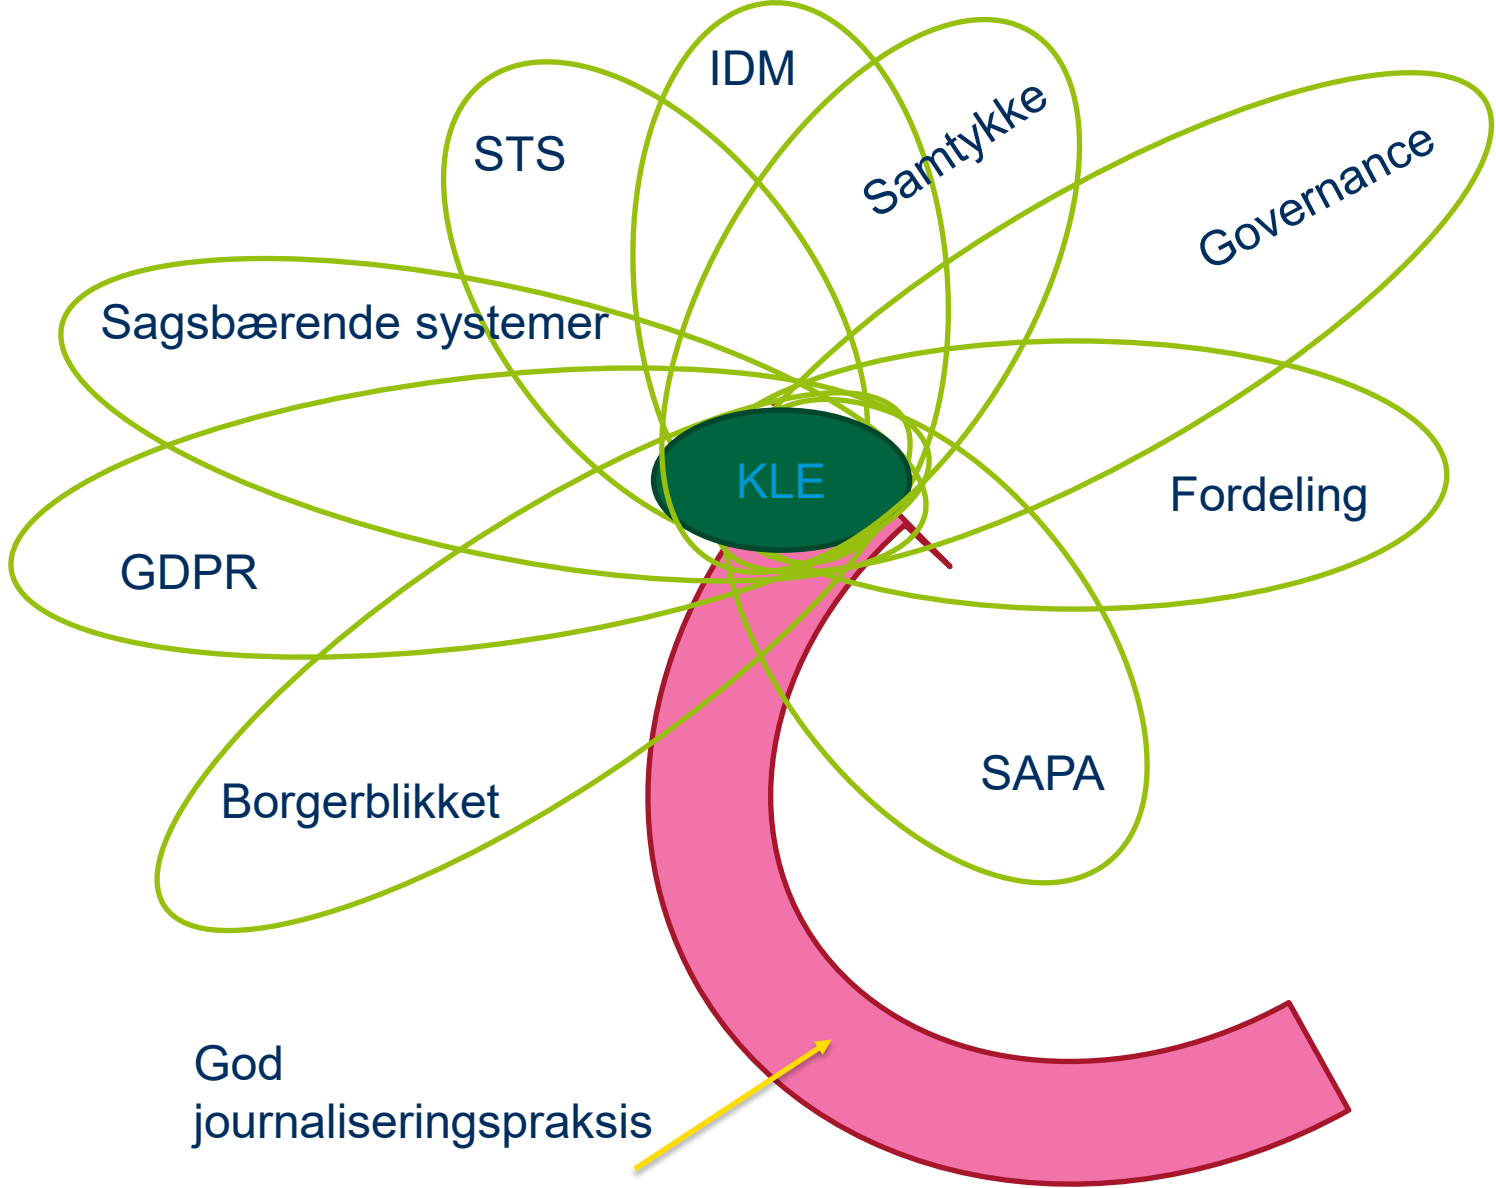 IDM
STS
Samtykke
Governance
Sagsbærende systemer
KLE
Fordeling
GDPR
SAPA
Borgerblikket
God
journaliseringspraksis